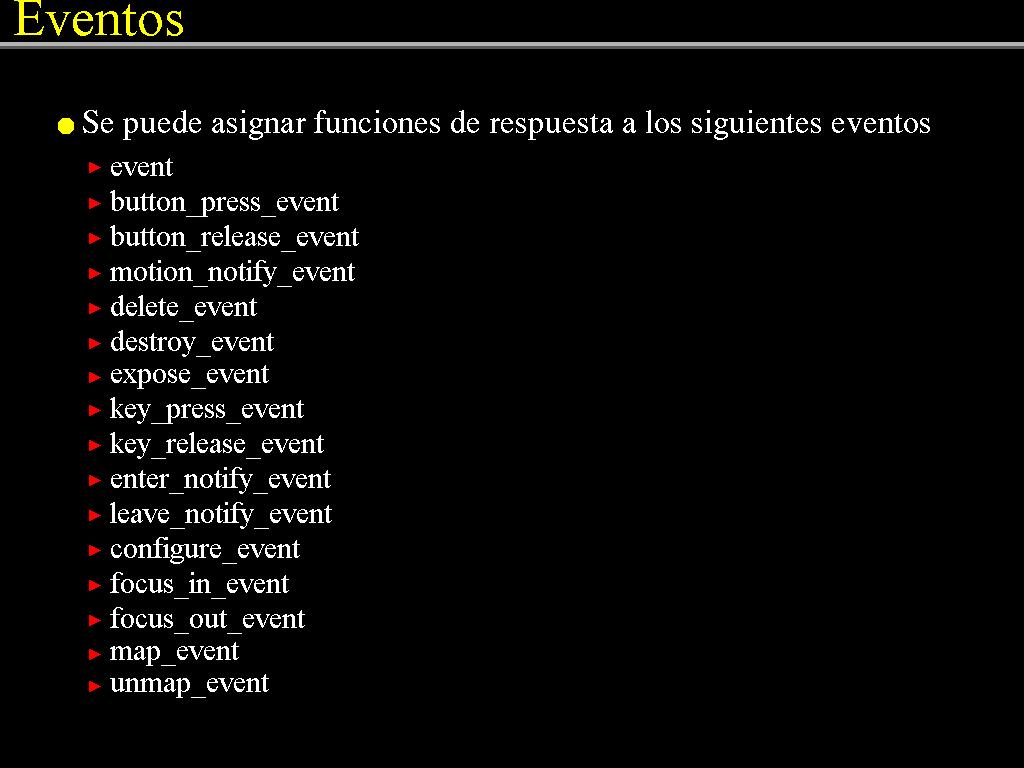 Eventos
Se puede asignar funciones de respuesta a los siguientes eventos
event
button_press_event
button_release_event
motion_notify_event
delete_event
destroy_event
expose_event
key_press_event
key_release_event
enter_notify_event
leave_notify_event
configure_event
focus_in_event
focus_out_event
map_event
unmap_event